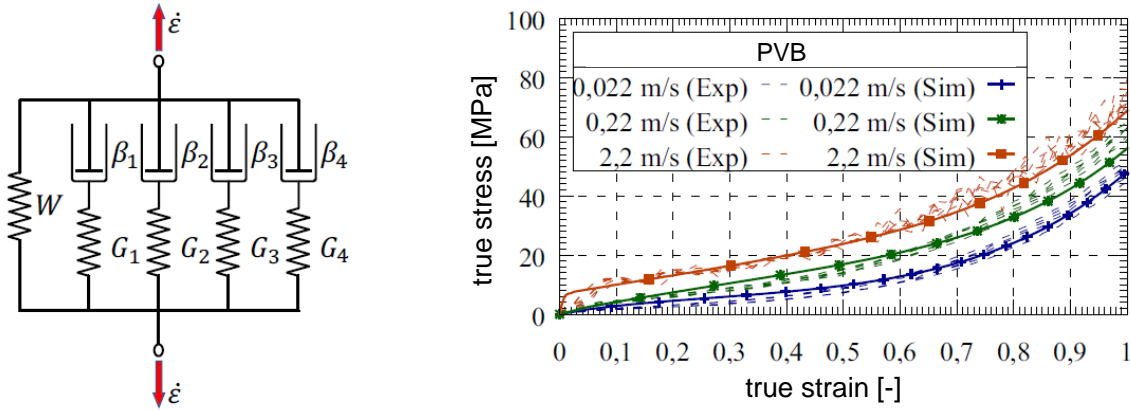 ε̇
β₁ β₂ β₃ β₄
W
G₁ G₂ G₃ G₄
ε̇
true stress [MPa]
100
80
60
40
20
0
PVB
0,022 m/s (Exp) 0,022 m/s (Sim)
0,22 m/s (Exp) 0,22 m/s (Sim)
2,2 m/s (Exp) 2,2 m/s (Sim)
0 0,1 0,2 0,3 0,4 0,5 0,6 0,7 0,8 0,9 1
true strain [-]